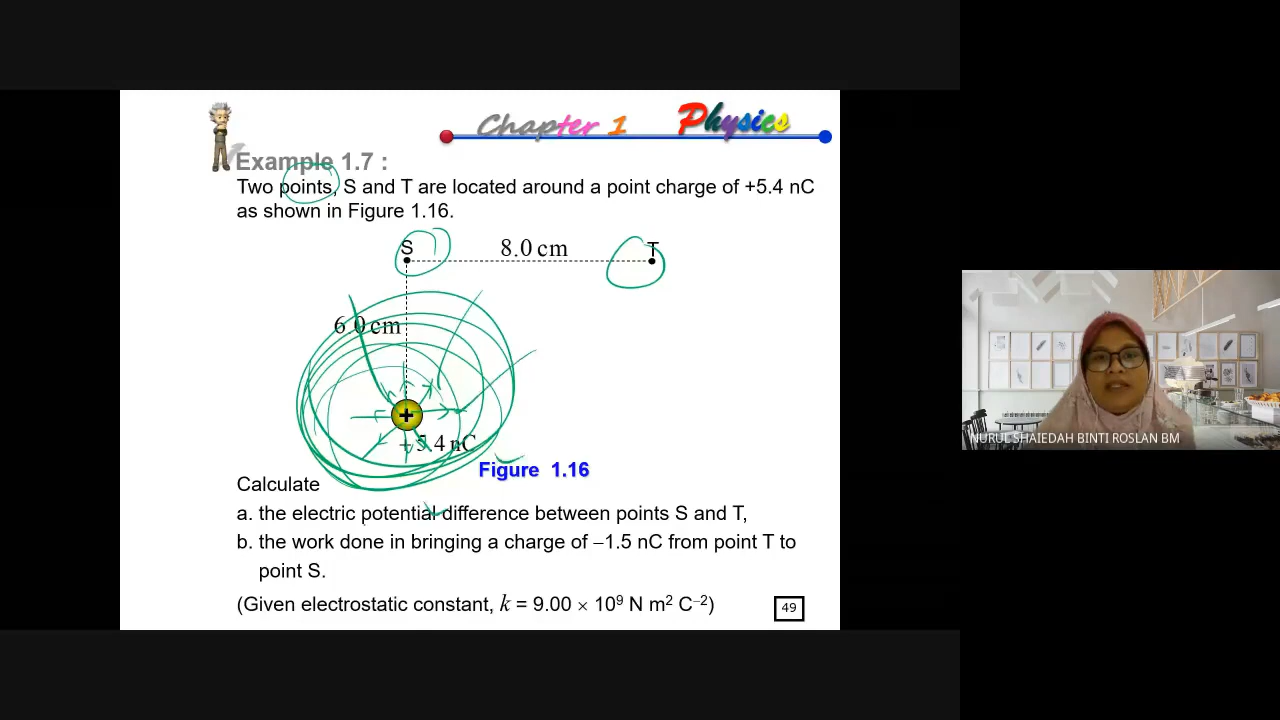 Chapter 1 Physics
Example 1.7 :
Two points, S and T are located around a point charge of +5.4 nC
as shown in Figure 1.16.
S 8.0 cm T
6.0 cm
+
+5.4 nC
Figure 1.16
Calculate
a. the electric potential difference between points S and T,
b. the work done in bringing a charge of −1.5 nC from point T to
point S.
(Given electrostatic constant, k = 9.00 × 10⁹ N m² C⁻²)
49
NURUL SHAIEDAH BINTI ROSLAN BM